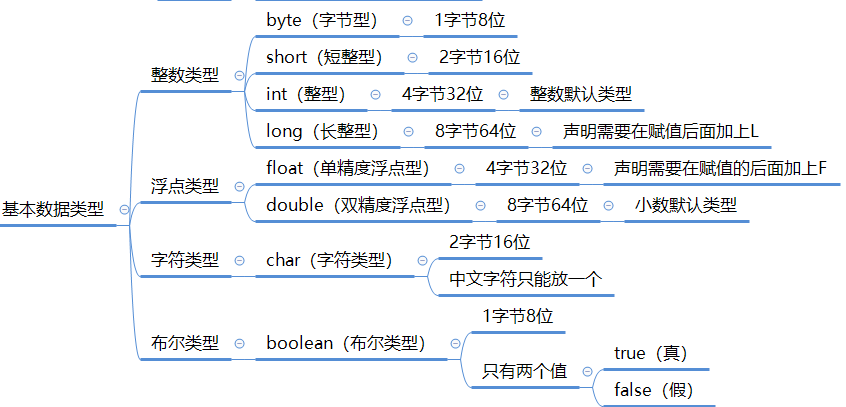 基本数据类型
整数类型
byte（字节型）
1字节8位
short（短整型）
2字节16位
int（整型）
4字节32位
整数默认类型
long（长整型）
8字节64位
声明需要在赋值后面加上L
浮点类型
float（单精度浮点型）
4字节32位
声明需要在赋值的后面加上F
double（双精度浮点型）
8字节64位
小数默认类型
字符类型
char（字符类型）
2字节16位
中文字符只能放一个
布尔类型
boolean（布尔类型）
1字节8位
只有两个值
true（真）
false（假）